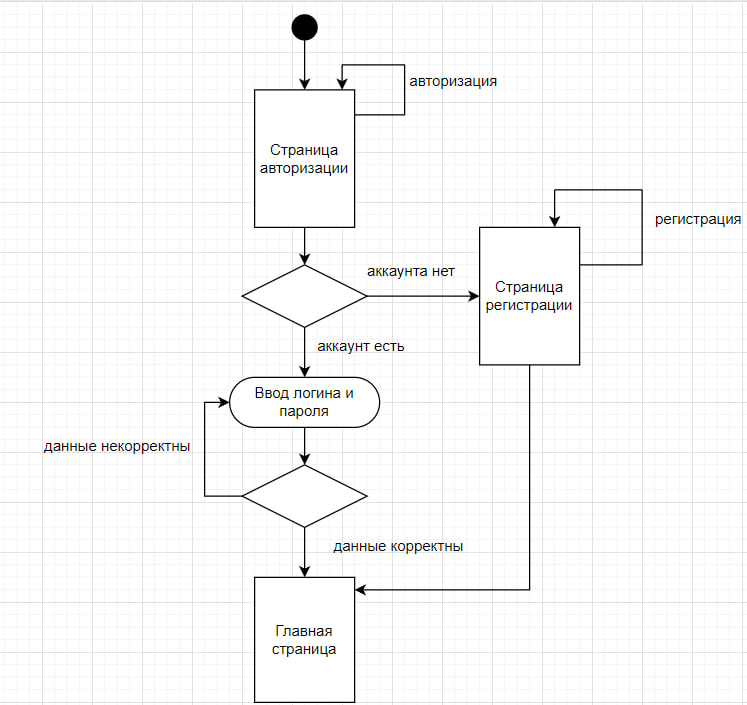 авторизация
Страница
авторизации
регистрация
аккаунта нет
Страница
регистрации
аккаунт есть
Ввод логина и
пароля
данные некорректны
данные корректны
Главная
страница